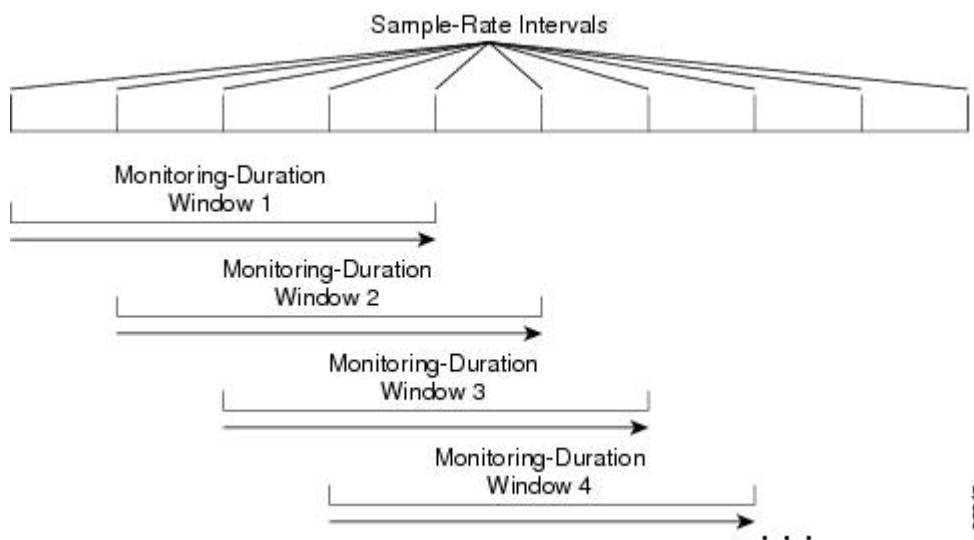 Sample-Rate Intervals
Monitoring-Duration
Window 1
Monitoring-Duration
Window 2
Monitoring-Duration
Window 3
Monitoring-Duration
Window 4
. . .